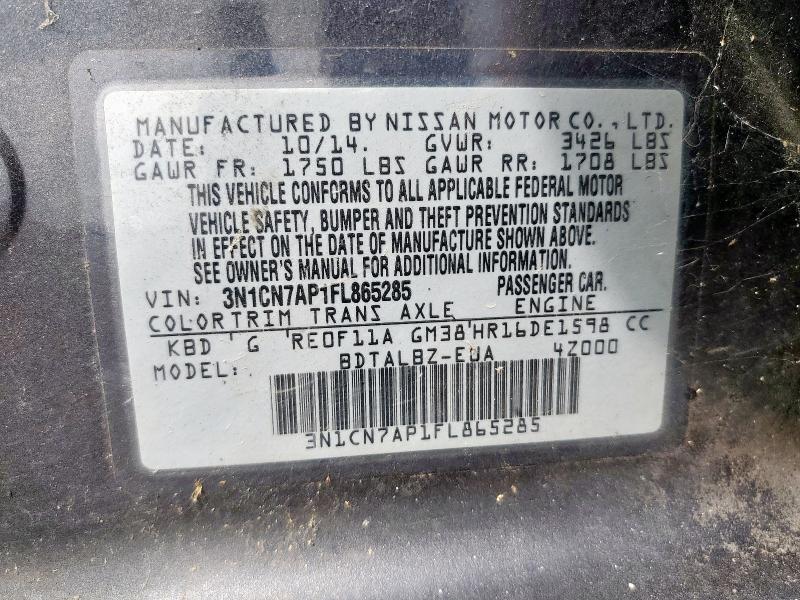 MANUFACTURED BY NISSAN MOTOR CO., LTD.
DATE: 10/14. GVWR: 3426 LBS
GAWR FR: 1750 LBS GAWR RR: 1708 LBS
THIS VEHICLE CONFORMS TO ALL APPLICABLE FEDERAL MOTOR
VEHICLE SAFETY, BUMPER AND THEFT PREVENTION STANDARDS
IN EFFECT ON THE DATE OF MANUFACTURE SHOWN ABOVE.
SEE OWNER'S MANUAL FOR ADDITIONAL INFORMATION.
VIN: 3N1CN7AP1FL865285 PASSENGER CAR.
COLOR TRIM TRANS AXLE ENGINE
KBD G RE0F11A GM38 HR16DE1598 CC
MODEL: BDTALBZ-EUA 4Z000
3N1CN7AP1FL865285